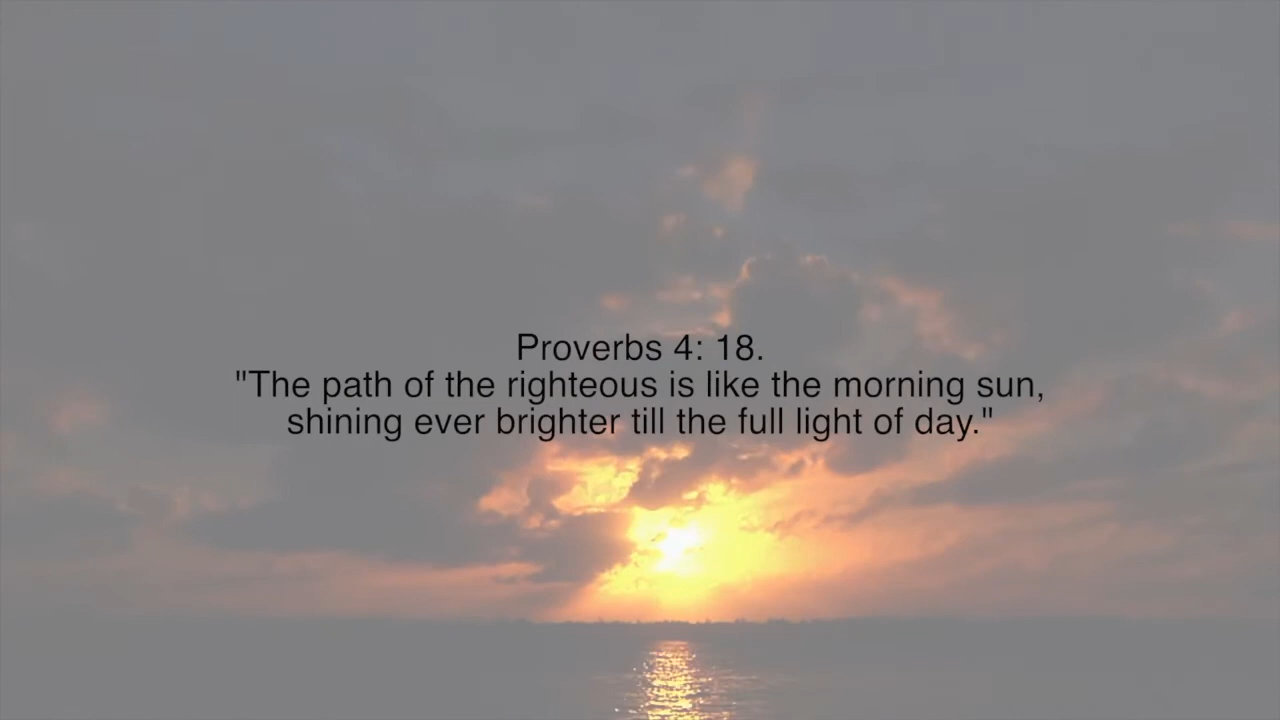 Proverbs 4: 18.
"The path of the righteous is like the morning sun,
shining ever brighter till the full light of day."